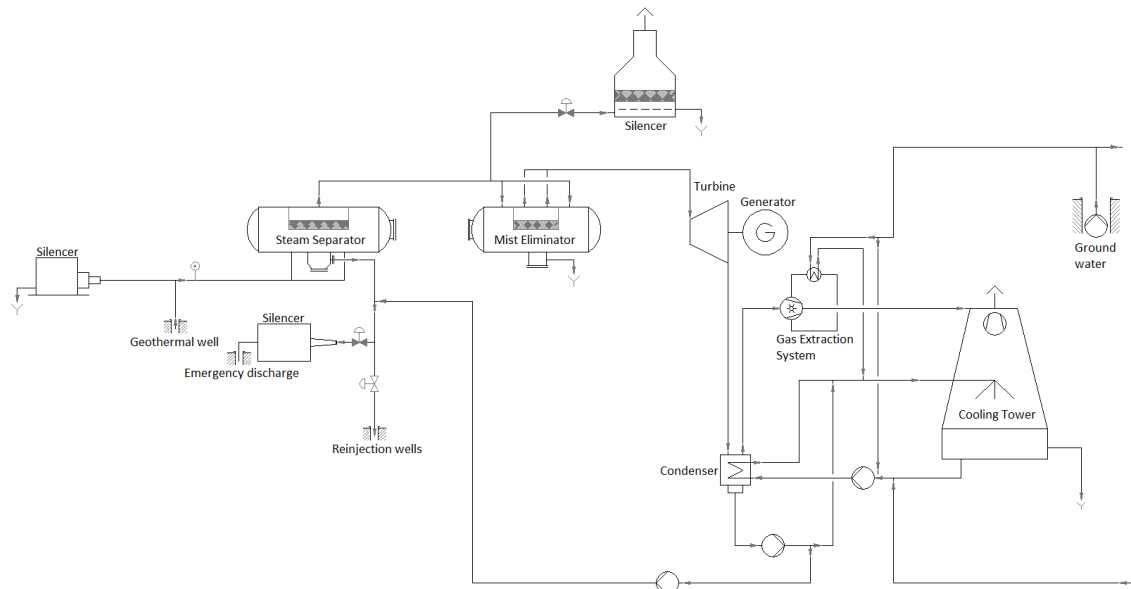 Silencer
Turbine
Generator
Steam Separator
Mist Eliminator
G
Silencer
Ground
water
Silencer
Geothermal well
Gas Extraction
System
Emergency discharge
Cooling Tower
Reinjection wells
Condenser